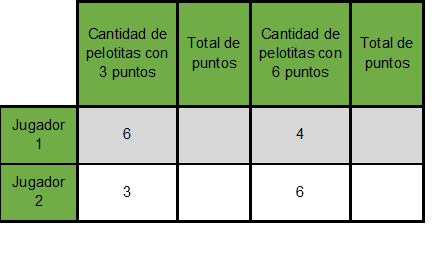 Cantidad de
pelotitas con
3 puntos
Total de
puntos
Cantidad de
pelotitas con
6 puntos
Total de
puntos
Jugador
1
6
4
Jugador
2
3
6